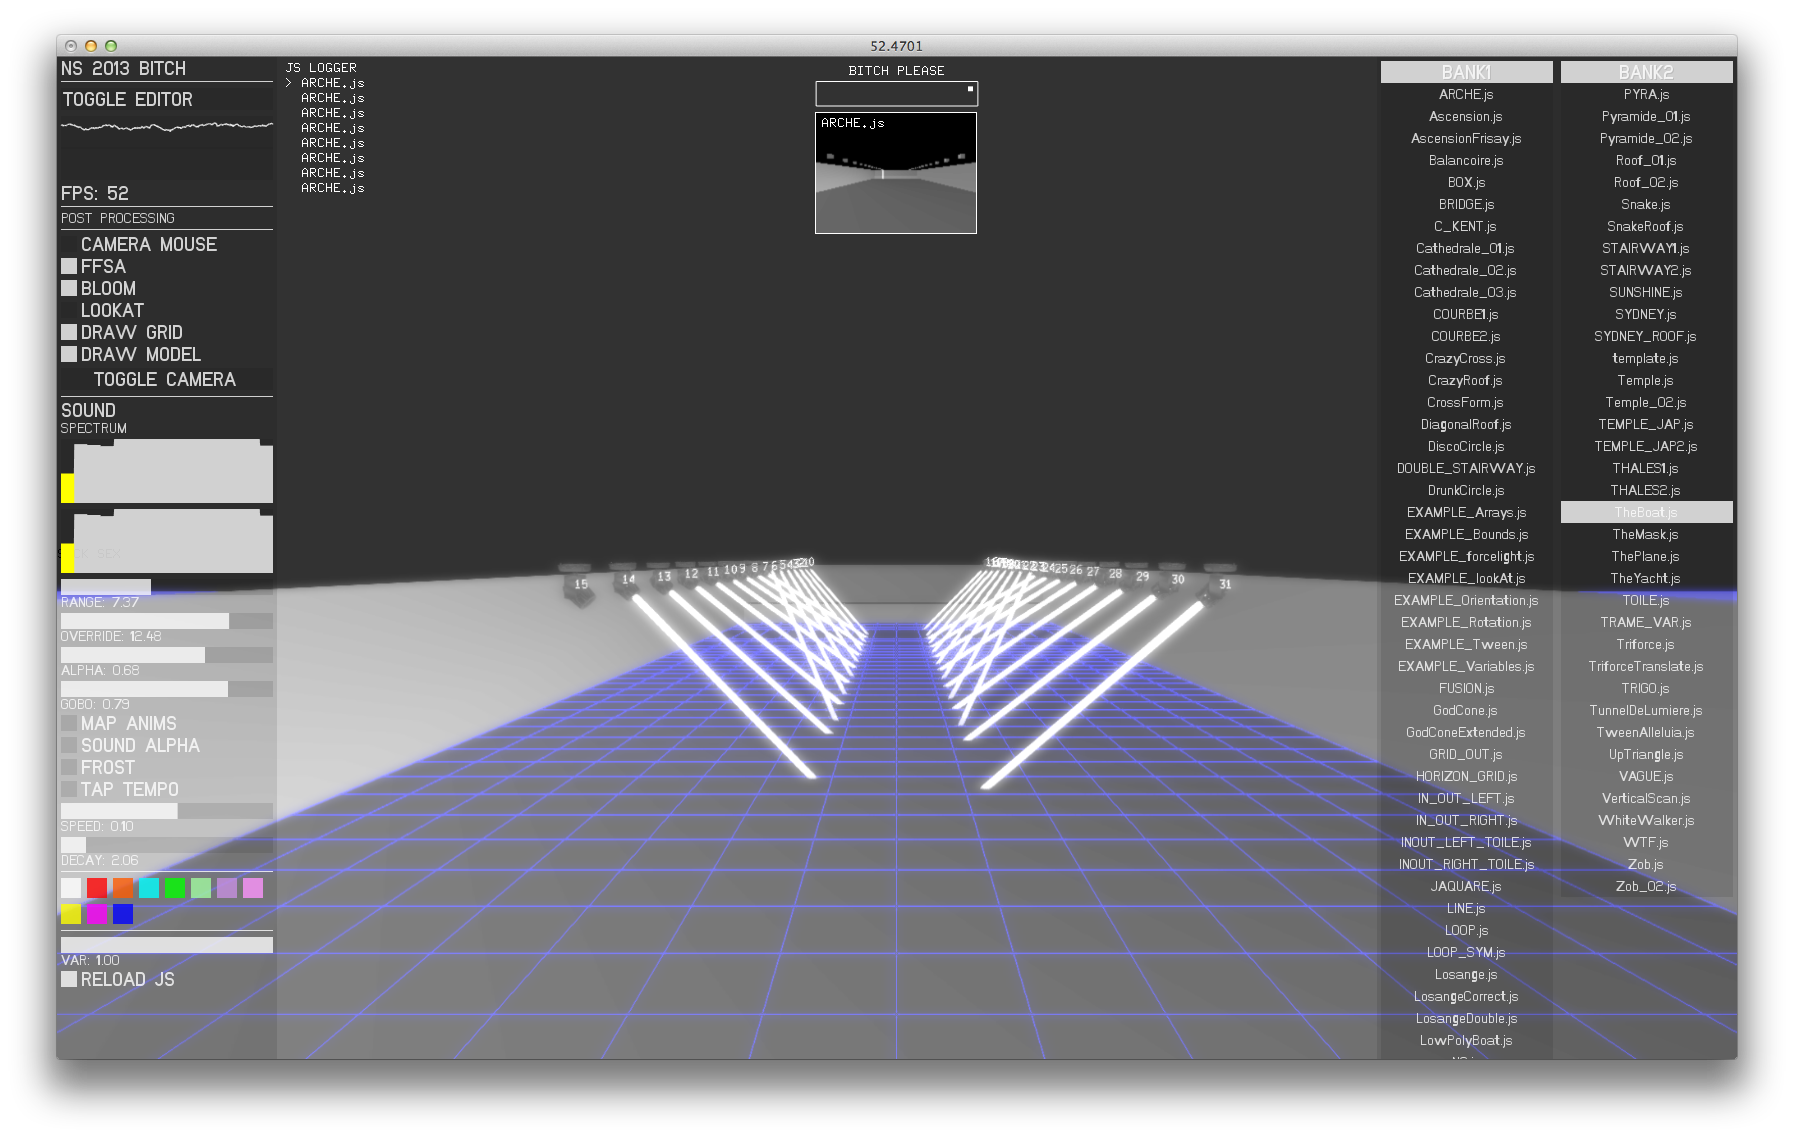 52.4701
NS 2013 BITCH
TOGGLE EDITOR
FPS: 52
POST PROCESSING
CAMERA MOUSE
FFSA
BLOOM
LOOKAT
DRAW GRID
DRAW MODEL
TOGGLE CAMERA
SOUND
SPECTRUM
RANGE: 7.37
OVERRIDE: 12.48
ALPHA: 0.68
GOBO: 0.79
MAP ANIMS
SOUND ALPHA
FROST
TAP TEMPO
SPEED: 0.10
DECAY: 2.06
VAR: 1.00
RELOAD JS
JS LOGGER
> ARCHE.js
ARCHE.js
ARCHE.js
ARCHE.js
ARCHE.js
ARCHE.js
ARCHE.js
ARCHE.js
BITCH PLEASE
ARCHE.js
15 14 13 12 11 10 9 8 7 6 5 4 3 2 1 0
22 23 24 25 26 27 28 29 30 31
BANK1
ARCHE.js
Ascension.js
AscensionFrisay.js
Balancoire.js
BOX.js
BRIDGE.js
C_KENT.js
Cathedrale_01.js
Cathedrale_02.js
Cathedrale_03.js
COURBE1.js
COURBE2.js
CrazyCross.js
CrazyRoof.js
CrossForm.js
DiagonalRoof.js
DiscoCircle.js
DOUBLE_STAIRWAY.js
DrunkCircle.js
EXAMPLE_Arrays.js
EXAMPLE_Bounds.js
EXAMPLE_forcelight.js
EXAMPLE_lookAt.js
EXAMPLE_Orientation.js
EXAMPLE_Rotation.js
EXAMPLE_Tween.js
EXAMPLE_Variables.js
FUSION.js
GodCone.js
GodConeExtended.js
GRID_OUT.js
HORIZON_GRID.js
IN_OUT_LEFT.js
IN_OUT_RIGHT.js
INOUT_LEFT_TOILE.js
INOUT_RIGHT_TOILE.js
JAQUARE.js
LINE.js
LOOP.js
LOOP_SYM.js
Losange.js
LosangeCorrect.js
LosangeDouble.js
LowPolyBoat.js
BANK2
PYRA.js
Pyramide_01.js
Pyramide_02.js
Roof_01.js
Roof_02.js
Snake.js
SnakeRoof.js
STAIRWAY1.js
STAIRWAY2.js
SUNSHINE.js
SYDNEY.js
SYDNEY_ROOF.js
template.js
Temple.js
Temple_02.js
TEMPLE_JAP.js
TEMPLE_JAP2.js
THALES1.js
THALES2.js
TheBoat.js
TheMask.js
ThePlane.js
TheYacht.js
TOILE.js
TRAME_VAR.js
Triforce.js
TriforceTranslate.js
TRIGO.js
TunnelDeLumiere.js
TweenAlleluia.js
UpTriangle.js
VAGUE.js
VerticalScan.js
WhiteWalker.js
WTF.js
Zob.js
Zob_02.js